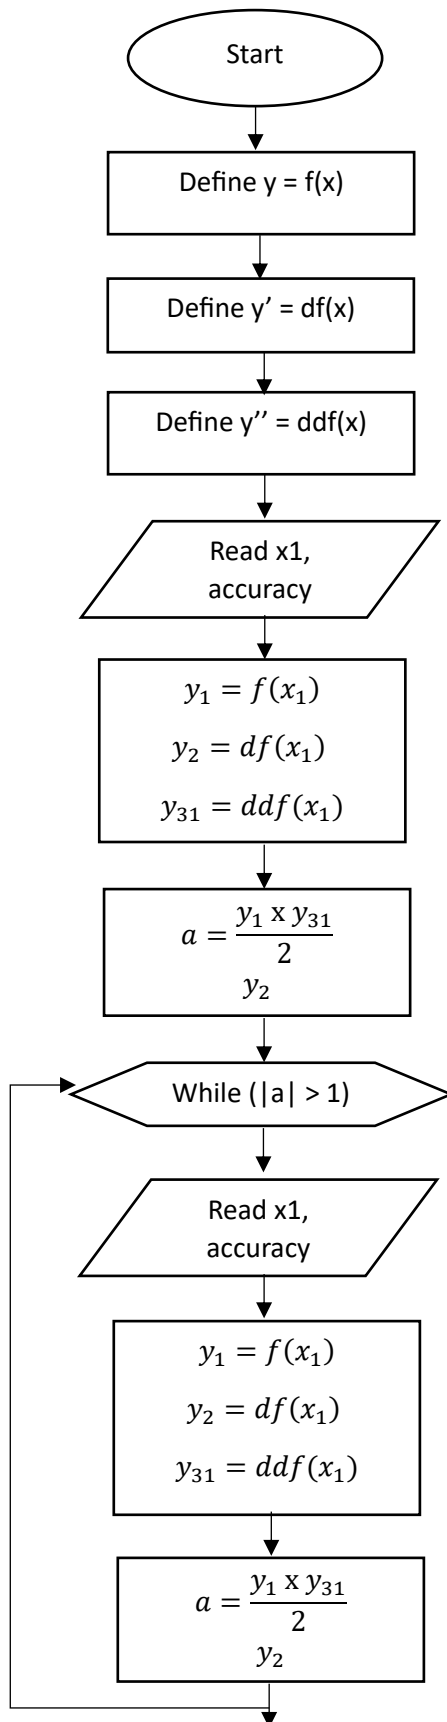 Start
Define y = f(x)
Define y’ = df(x)
Define y’’ = ddf(x)
Read x1,
accuracy
y₁ = f(x₁)
y₂ = df(x₁)
y₃₁ = ddf(x₁)
a = y₁ x y₃₁
2
y₂
While (|a| > 1)
Read x1,
accuracy
y₁ = f(x₁)
y₂ = df(x₁)
y₃₁ = ddf(x₁)
a = y₁ x y₃₁
2
y₂